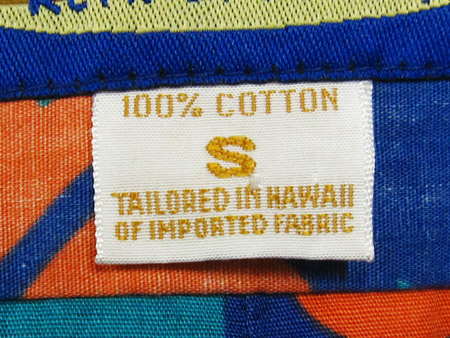 100% COTTON
S
TAILORED IN HAWAII
OF IMPORTED FABRIC